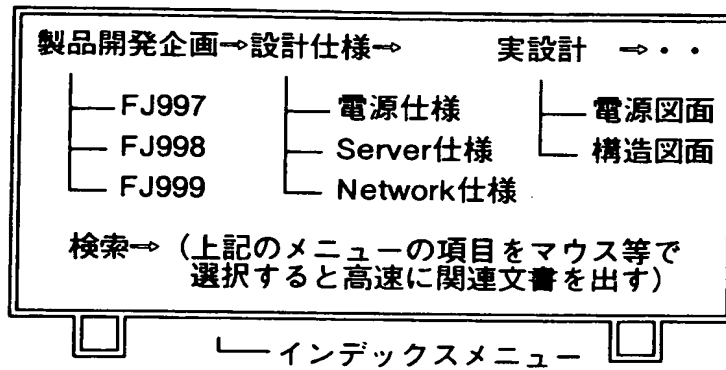 製品開発企画⇒設計仕様⇒ 実設計 ⇒・・
FJ997 電源仕様 電源図面
FJ998 Server仕様 構造図面
FJ999 Network仕様
検索⇒（上記のメニューの項目をマウス等で
選択すると高速に関連文書を出す）
インデックスメニュー